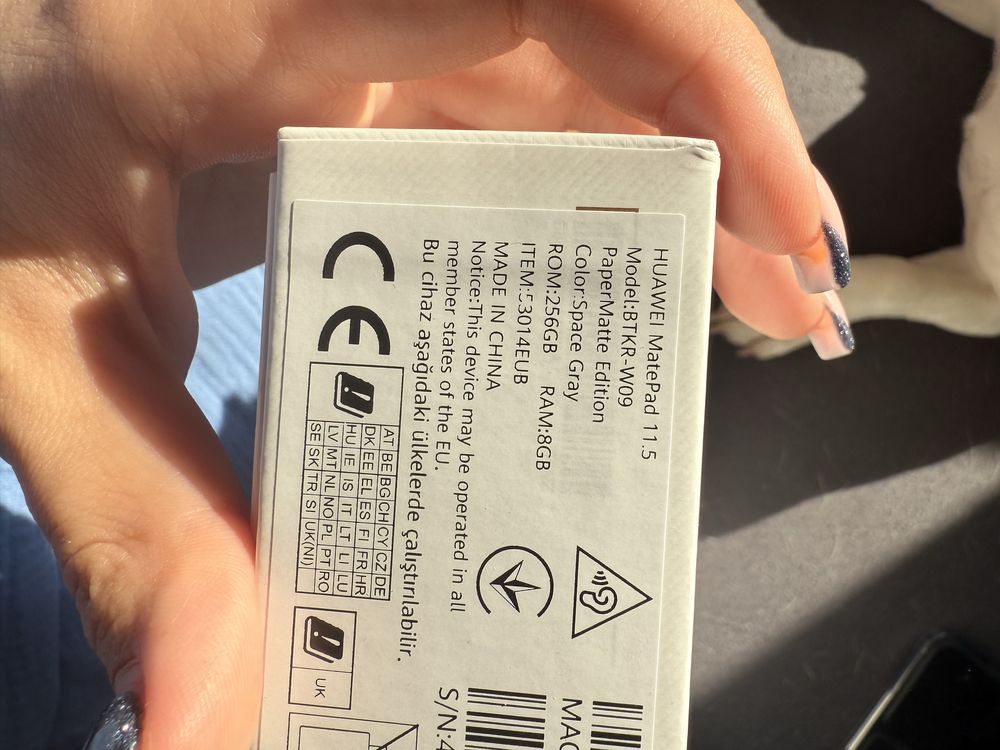 HUAWEI MatePad 11.5
Model:BTKR-W09
PaperMatte Edition
Color:Space Gray
ROM:256GB RAM:8GB
ITEM:53014EUB
MADE IN CHINA
Notice:This device may be operated in all
member states of the EU.
Bu cihaz aşağıdaki ülkelerde çalıştırılabilir.
CE
AT BE BG CH CY CZ DE
DK EE EL ES FI FR HR
HU IE IS IT LT LI LU
LV MT NL NO PL PT RO
SE SK TR SI UK(NI)
UK
MAC
S/N:4